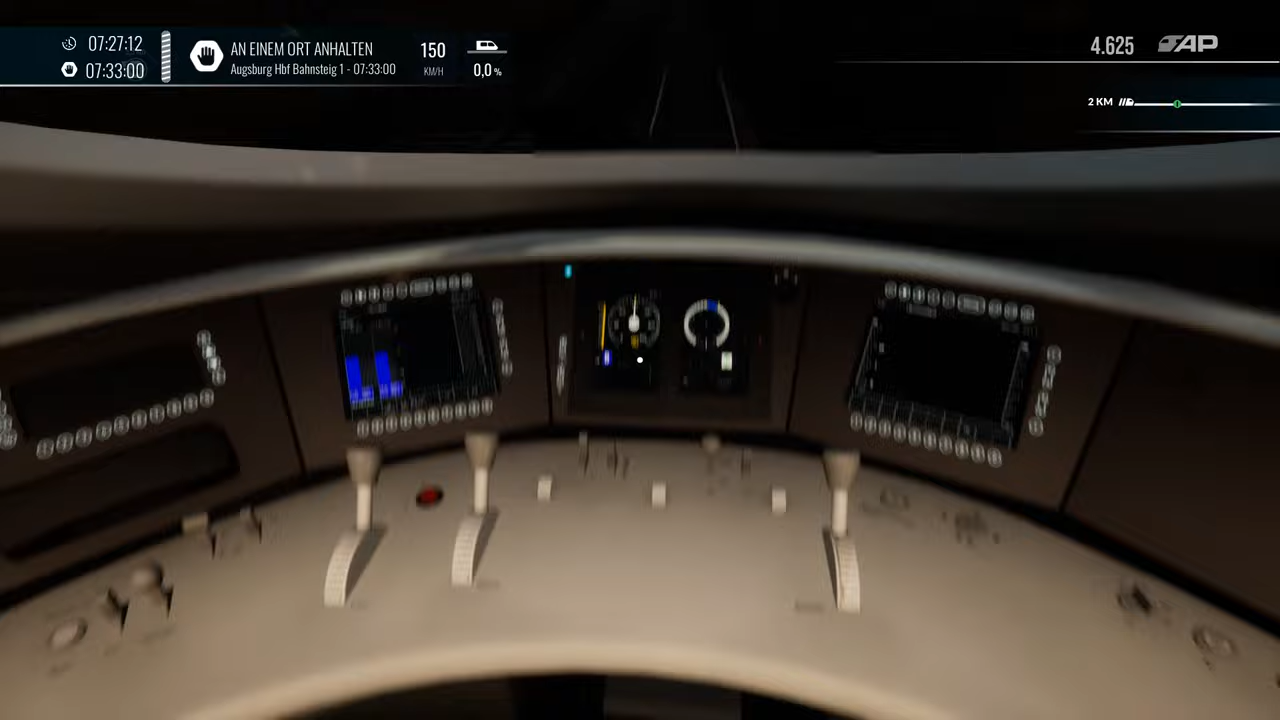 07:27:12
07:33:00
AN EINEM ORT ANHALTEN
Augsburg Hbf Bahnsteig 1 - 07:33:00
150
KM/H
0,0 %
4.625 AP
2 KM